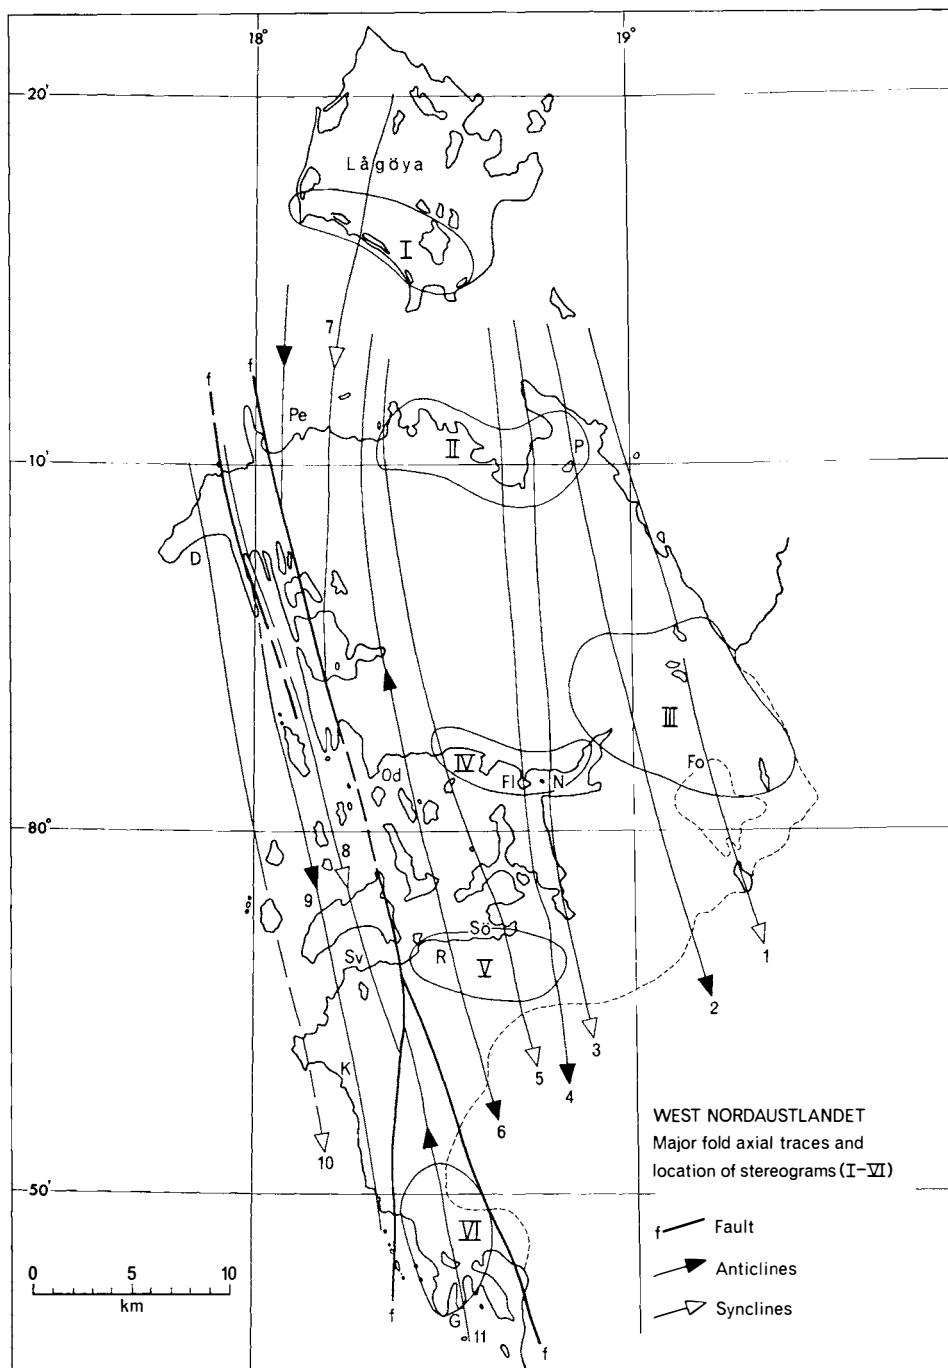 18°
19°
20'
Lågöya
I
7
f
f
Pe
II
P
10'
D
III
IV
Od
Fl
N
Fo
80°
8
9
Sö
Sv
R
V
1
2
3
K
5
4
6
10
WEST NORDAUSTLANDET
Major fold axial traces and
location of stereograms (I–VI)
50'
VI
f Fault
0 5 10
km
Anticlines
Synclines
f
G
11
f